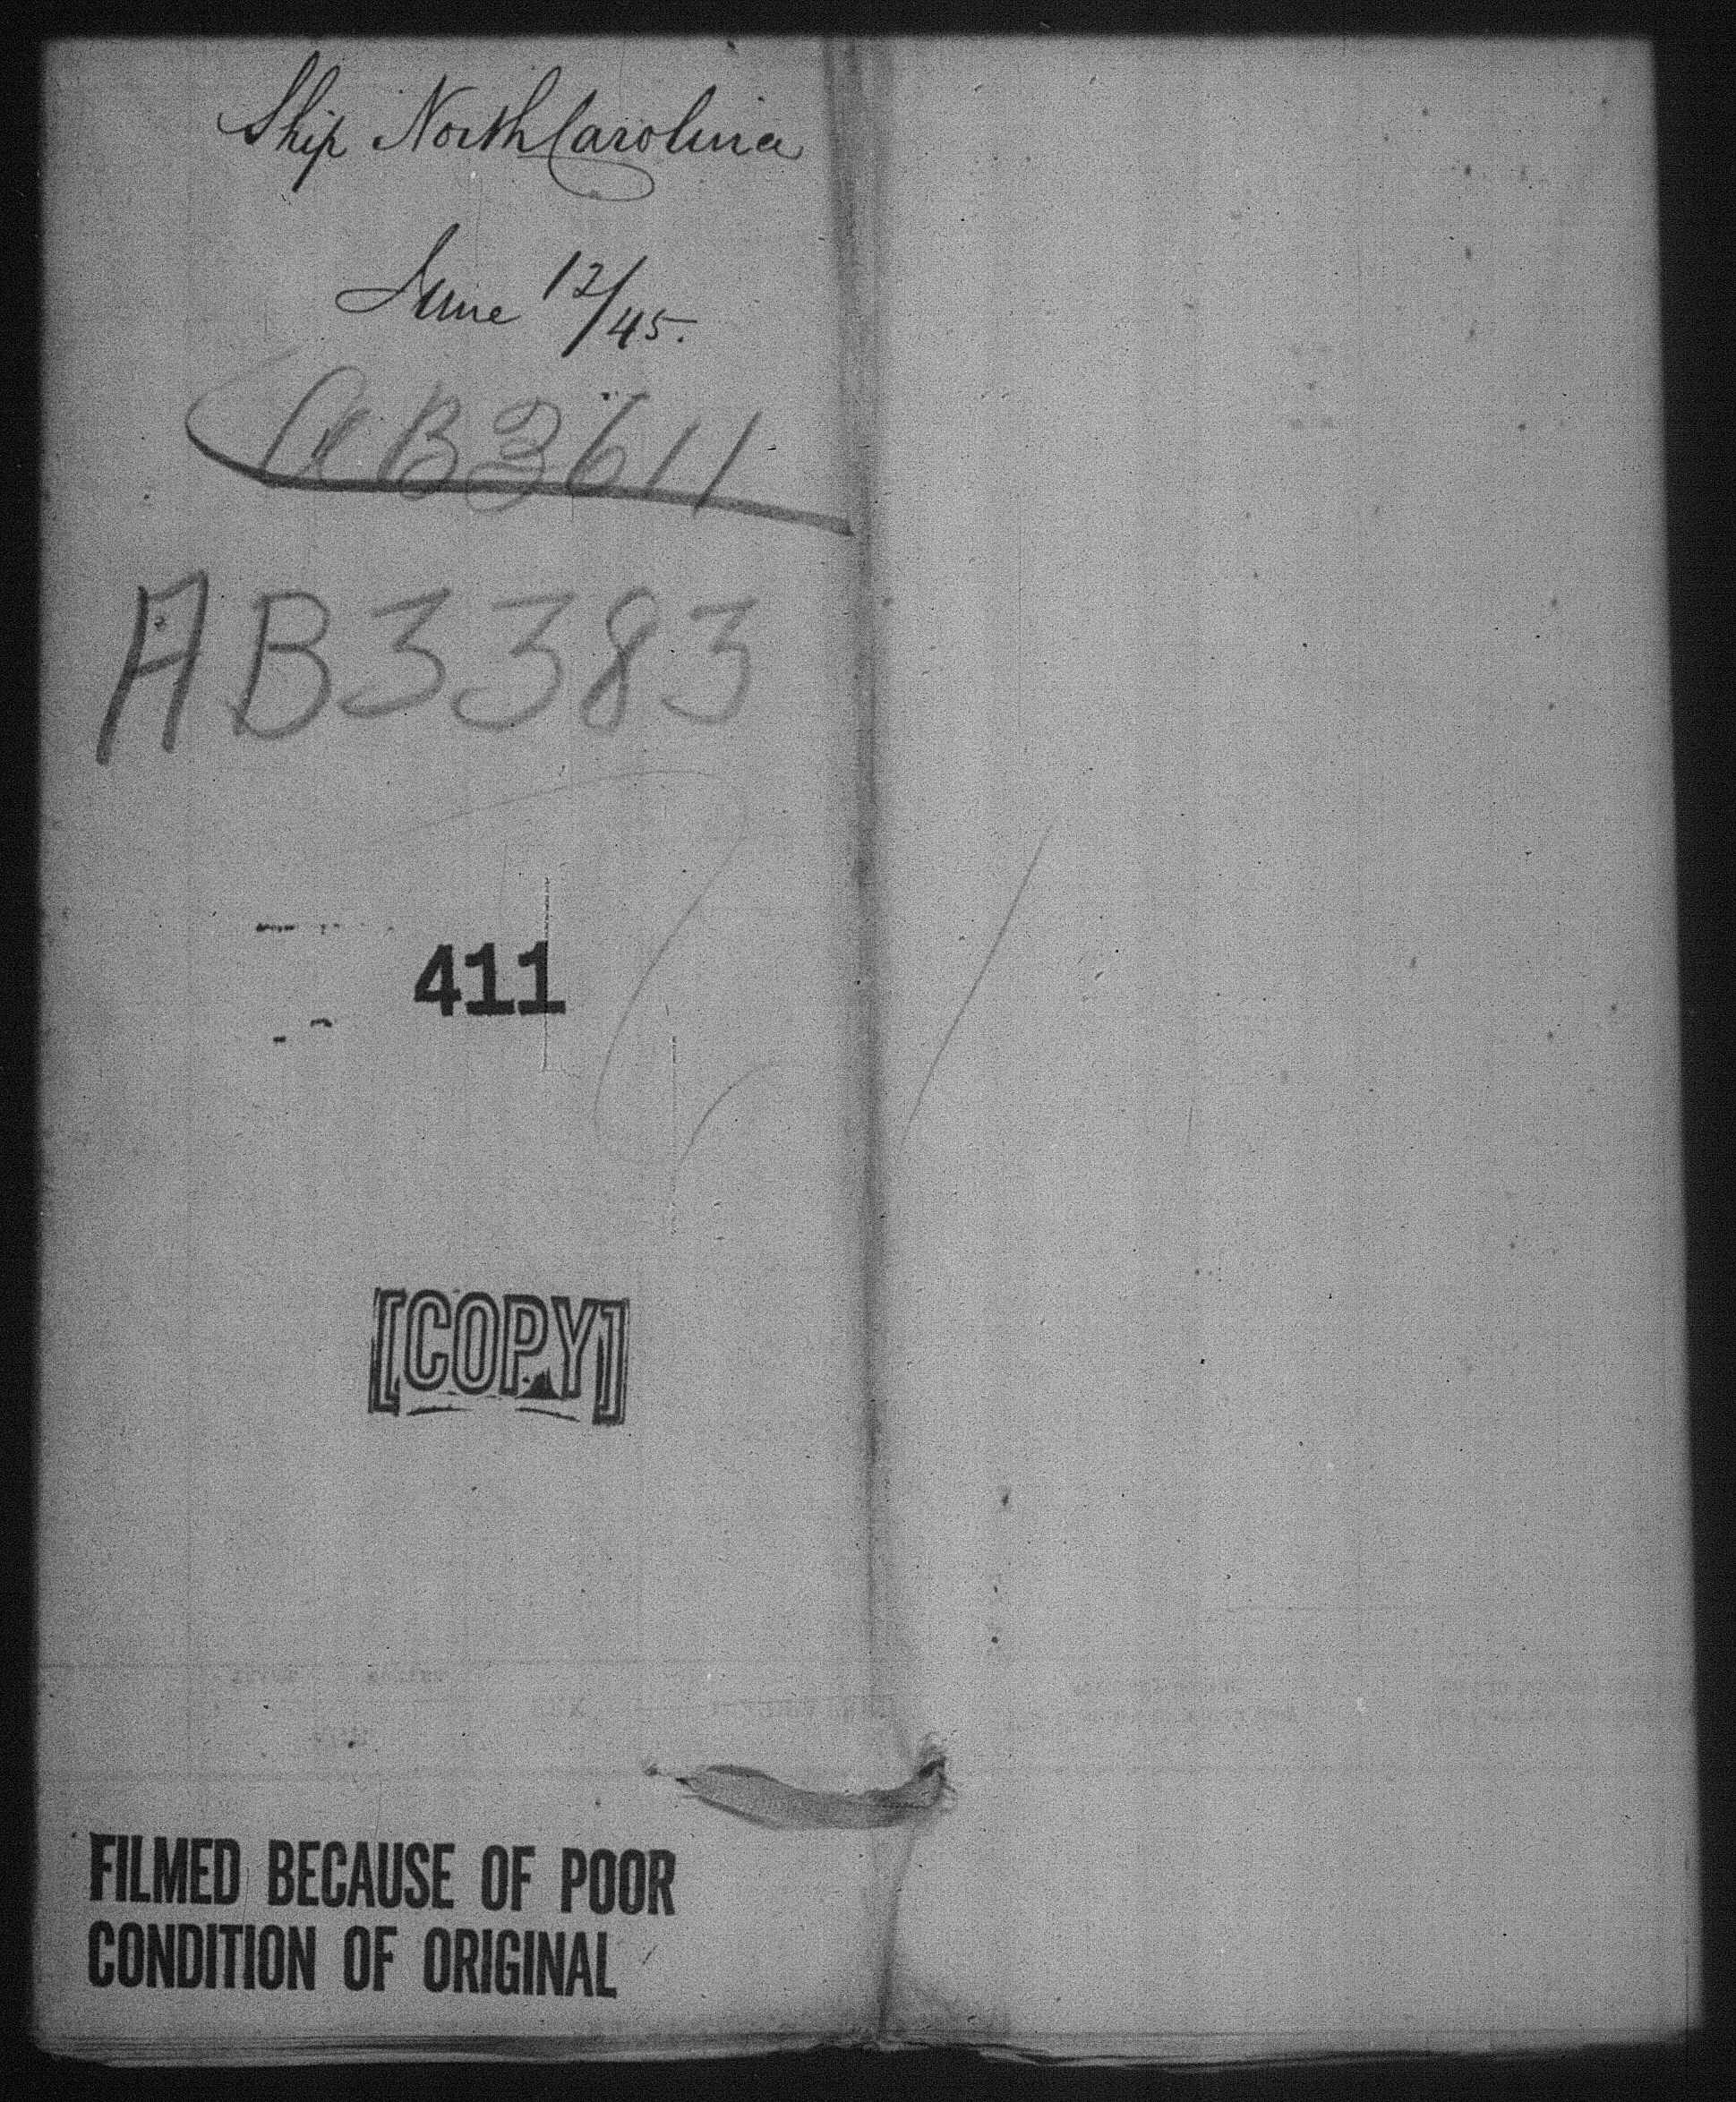 Ship North Carolina
June 12/45.
AB3611
AB3383
411
[COPY]
FILMED BECAUSE OF POOR
CONDITION OF ORIGINAL